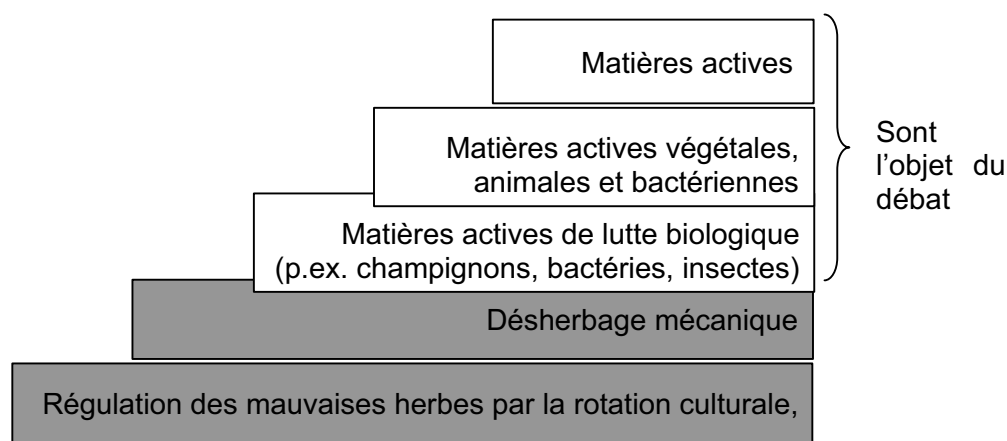 Matières actives
Matières actives végétales,
animales et bactériennes
Matières actives de lutte biologique
(p.ex. champignons, bactéries, insectes)
Désherbage mécanique
Régulation des mauvaises herbes par la rotation culturale,
Sont
l'objet du
débat